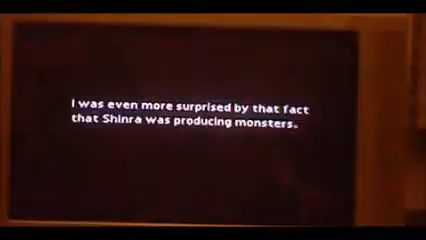 I was even more surprised by that fact
that Shinra was producing monsters.